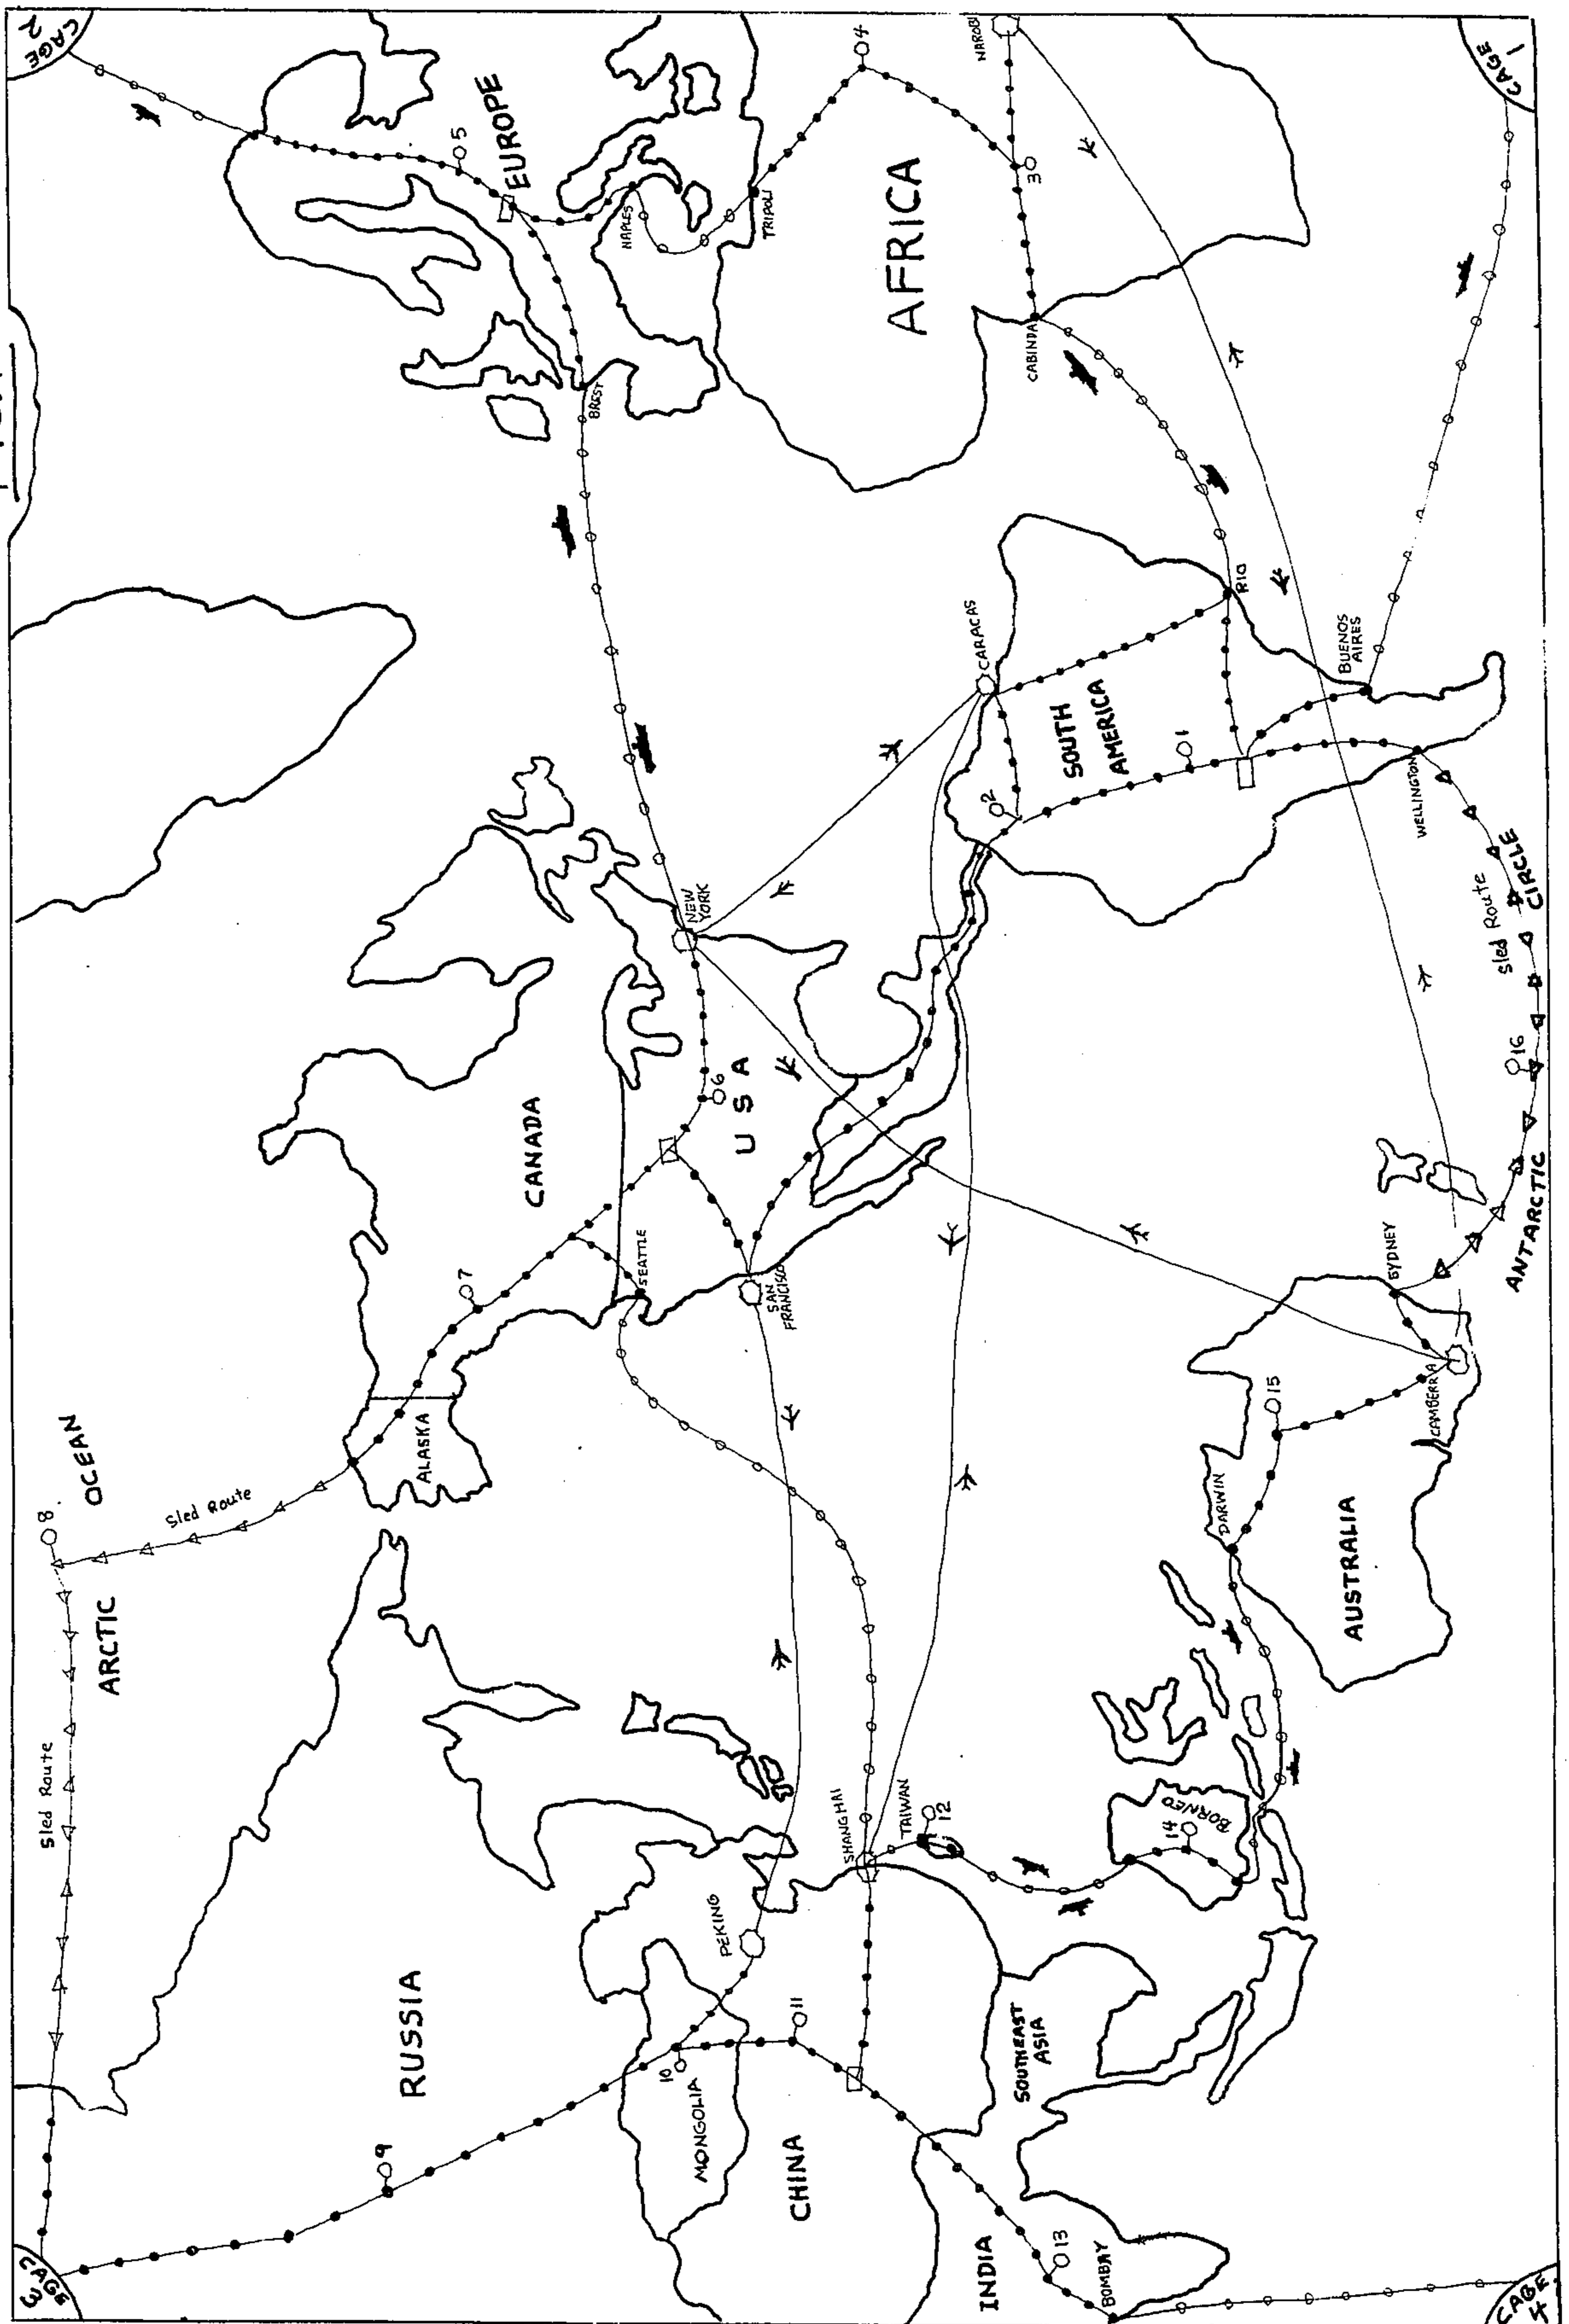 CAGE
2
CAGE
1
CAGE
3
CAGE
4
Sled Route
ARCTIC
OCEAN
8
Sled Route
RUSSIA
9
ALASKA
7
CANADA
SEATTLE
SAN
FRANCISCO
U S A
6
NEW
YORK
EUROPE
5
BREST
NAPLES
TRIPOLI
4
AFRICA
NAROBI
3
CABINDA
CARACAS
SOUTH
AMERICA
2
1
RIO
BUENOS
AIRES
WELLINGTON
MONGOLIA
10
PEKING
11
CHINA
SHANGHAI
TAIWAN
12
SOUTHEAST
ASIA
INDIA
13
BOMBAY
BORNEO
14
DARWIN
15
AUSTRALIA
CAMBERRA
SYDNEY
16
Sled Route
ANTARCTIC
CIRCLE